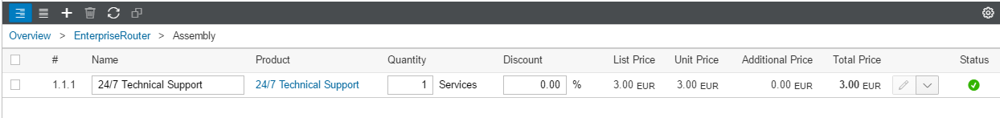 Overview > EnterpriseRouter > Assembly
# Name Product Quantity Discount List Price Unit Price Additional Price Total Price Status
1.1.1 24/7 Technical Support 24/7 Technical Support 1 Services 0.00 % 3.00 EUR 3.00 EUR 0.00 EUR 3.00 EUR